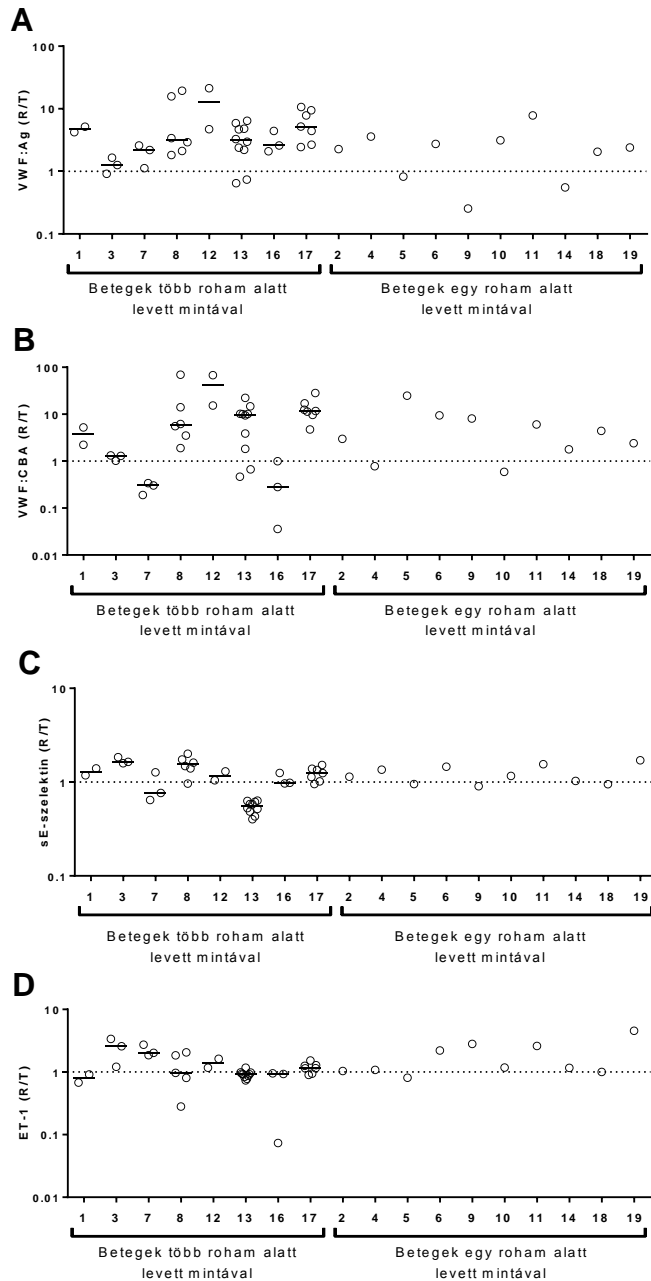 A
VWF:Ag (R/T)
100
10
1
0.1
1 3 7 8 12 13 16 17 2 4 5 6 9 10 11 14 18 19
Betegek több roham alatt levett mintával
Betegek egy roham alatt levett mintával
B
VWF:CBA (R/T)
100
10
1
0.1
0.01
1 3 7 8 12 13 16 17 2 4 5 6 9 10 11 14 18 19
Betegek több roham alatt levett mintával
Betegek egy roham alatt levett mintával
C
sE-szelektin (R/T)
10
1
0.1
1 3 7 8 12 13 16 17 2 4 5 6 9 10 11 14 18 19
Betegek több roham alatt levett mintával
Betegek egy roham alatt levett mintával
D
ET-1 (R/T)
10
1
0.1
0.01
1 3 7 8 12 13 16 17 2 4 5 6 9 10 11 14 18 19
Betegek több roham alatt levett mintával
Betegek egy roham alatt levett mintával